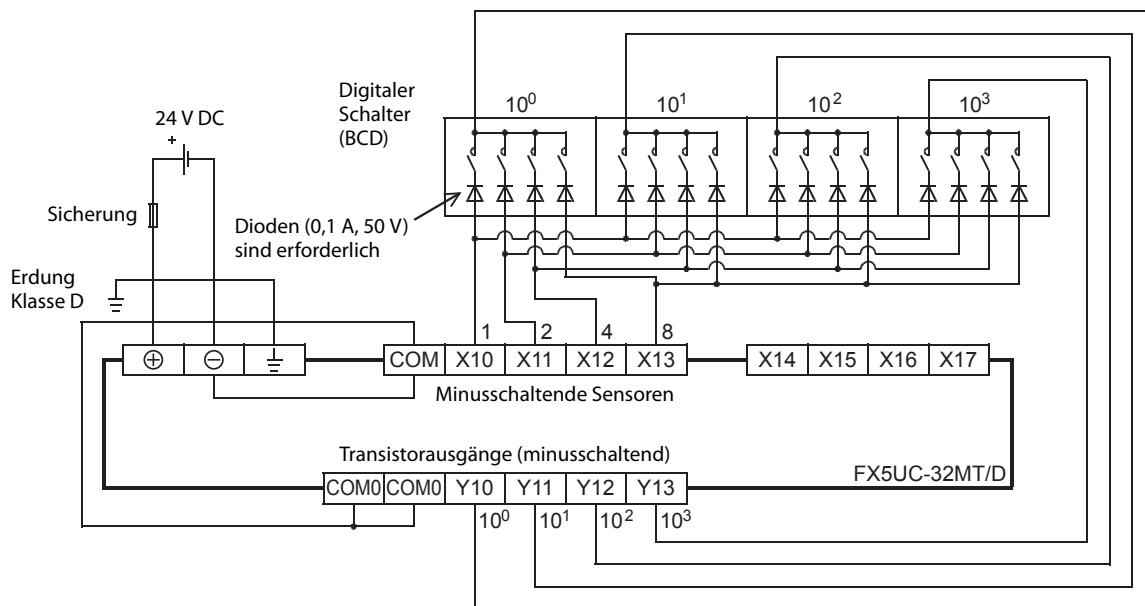 Digitaler
Schalter
(BCD)
10⁰ 10¹ 10² 10³
24 V DC
+
Sicherung
Dioden (0,1 A, 50 V)
sind erforderlich
Erdung
Klasse D
1 2 4 8
+ − COM X10 X11 X12 X13 X14 X15 X16 X17
Minusschaltende Sensoren
Transistorausgänge (minusschaltend)
FX5UC-32MT/D
COM0 COM0 Y10 Y11 Y12 Y13
10⁰ 10¹ 10² 10³